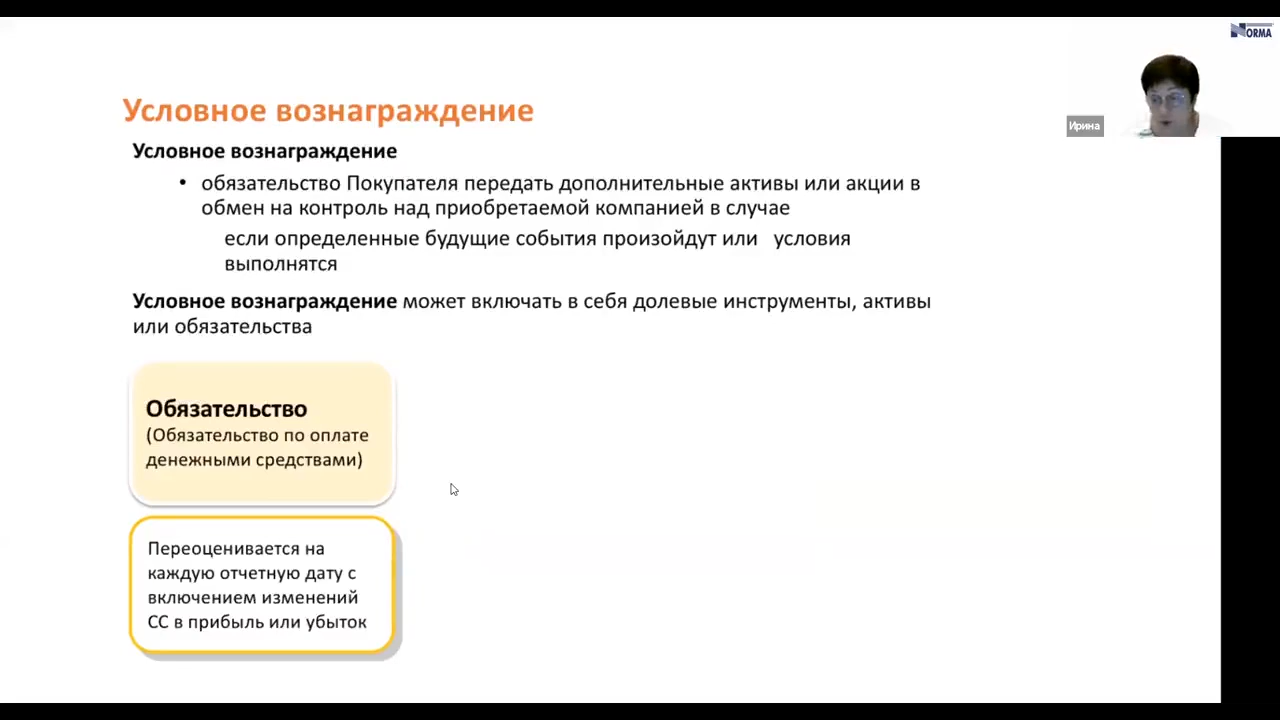 NORMA
Ирина
Условное вознаграждение
Условное вознаграждение
• обязательство Покупателя передать дополнительные активы или акции в
обмен на контроль над приобретаемой компанией в случае
если определенные будущие события произойдут или условия
выполнятся
Условное вознаграждение может включать в себя долевые инструменты, активы
или обязательства
Обязательство
(Обязательство по оплате
денежными средствами)
Переоценивается на
каждую отчетную дату с
включением изменений
СС в прибыль или убыток